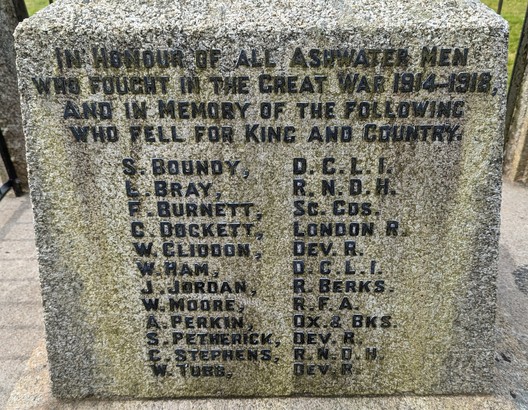 IN HONOUR OF ALL ASHWATER MEN
WHO FOUGHT IN THE GREAT WAR 1914-1918,
AND IN MEMORY OF THE FOLLOWING
WHO FELL FOR KING AND COUNTRY.
S. BOUNDY, D.C.L.I.
L. BRAY, R.N.D.H.
F. BURNETT, SC. GDS.
C. DOCKETT, LONDON R.
W. GLIDDON, DEV. R.
W. HAM, D.C.L.I.
J. JORDAN, R. BERKS.
W. MOORE, R.F.A.
A. PERKIN, OX. & BKS.
S. PETHERICK, DEV. R.
C. STEPHENS, R.N.D.H.
W. TUBB, DEV. R.